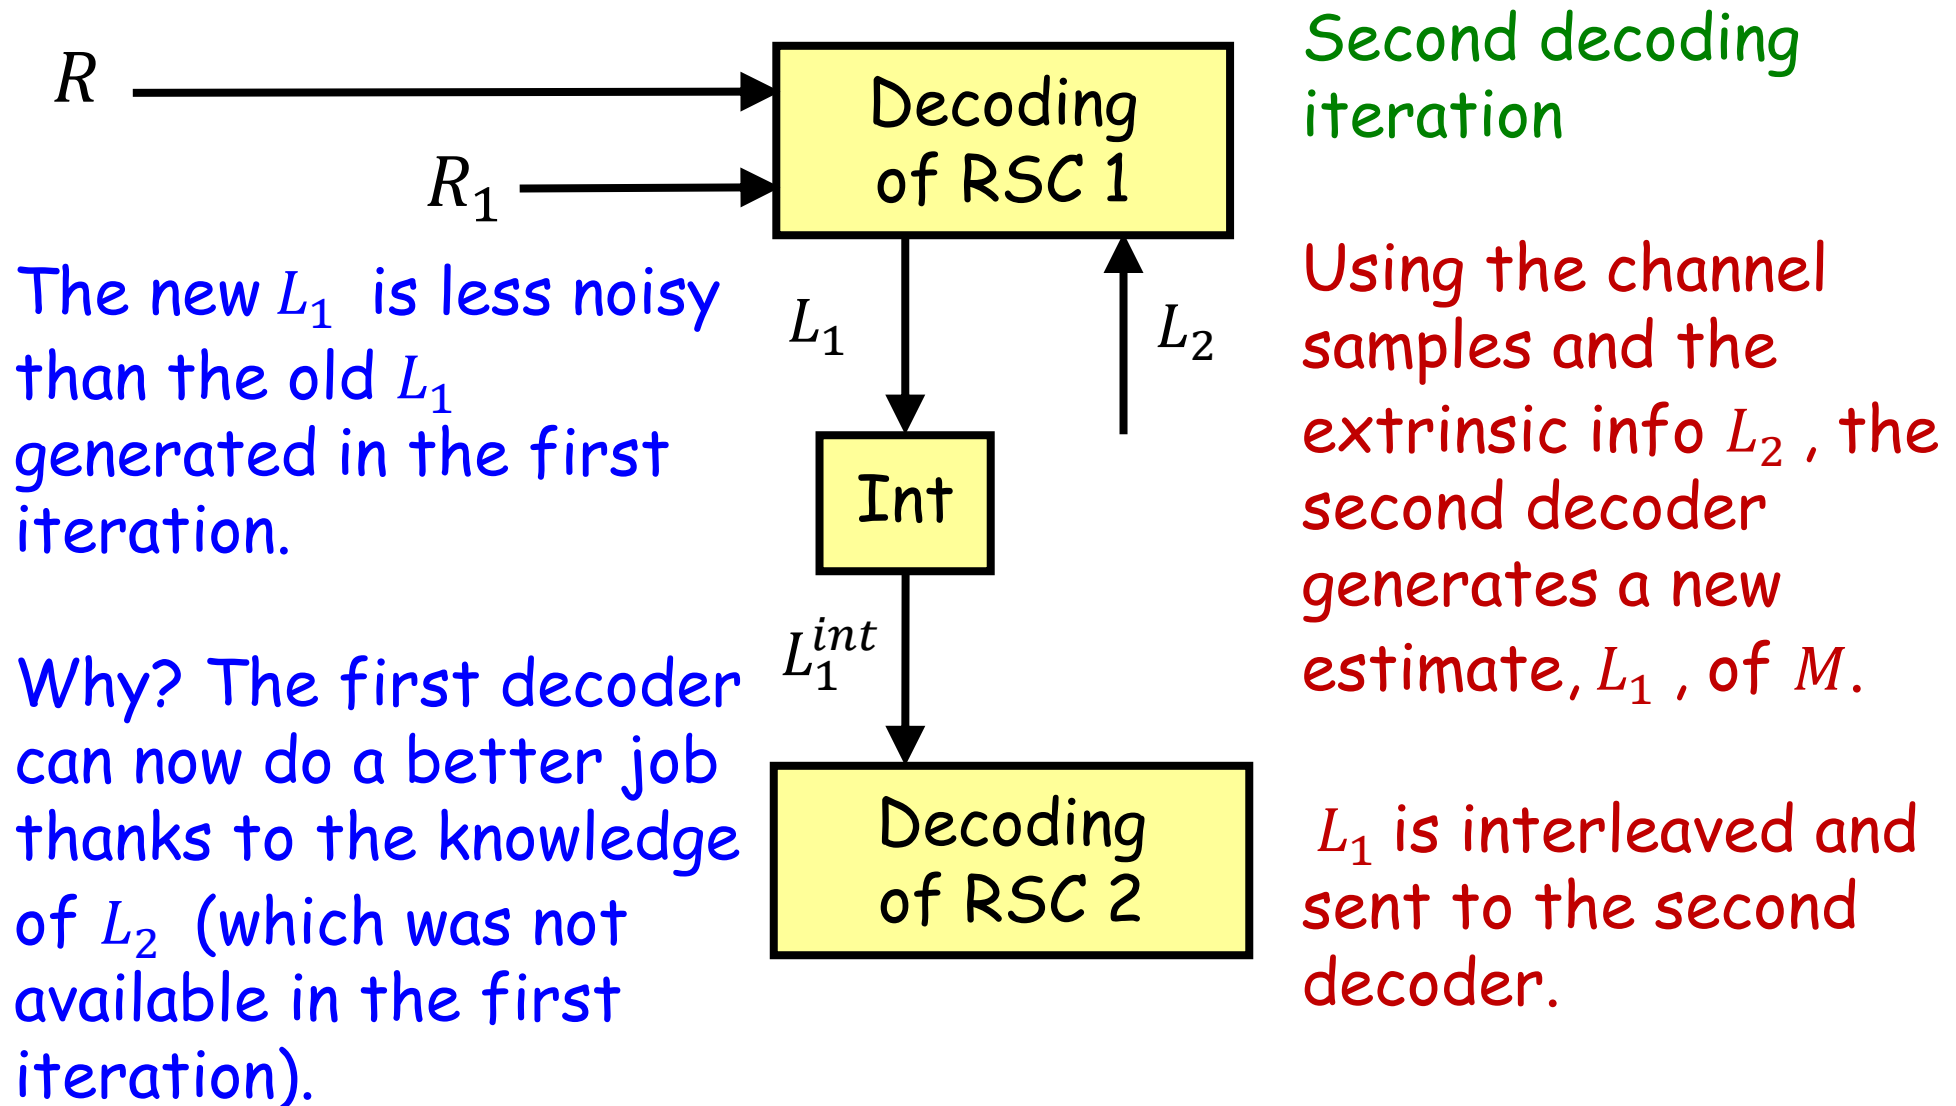 R
R₁
Decoding
of RSC 1
Second decoding
iteration
The new L₁ is less noisy
than the old L₁
generated in the first
iteration.
Why? The first decoder
can now do a better job
thanks to the knowledge
of L₂ (which was not
available in the first
iteration).
L₁
L₂
Int
L₁^{int}
Decoding
of RSC 2
Using the channel
samples and the
extrinsic info L₂ , the
second decoder
generates a new
estimate, L₁ , of M.
L₁ is interleaved and
sent to the second
decoder.